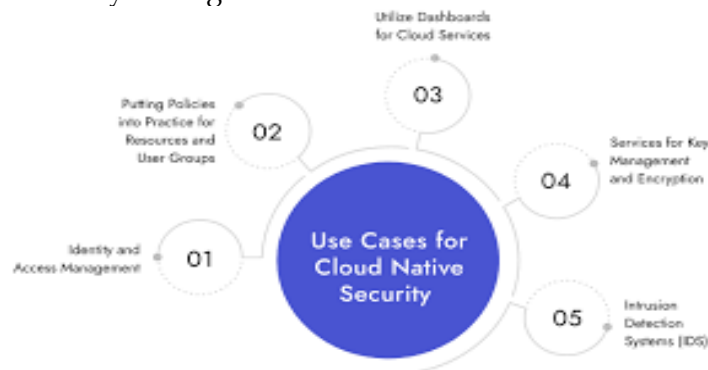 Utilize Dashboards
for Cloud Services
03
Putting Policies
into Practice for
Resources and
User Groups
02
Services for Key
Management
and Encryption
04
Identity and
Access Management
01
Use Cases for
Cloud Native
Security
05
Intrusion
Detection
Systems (IDS)